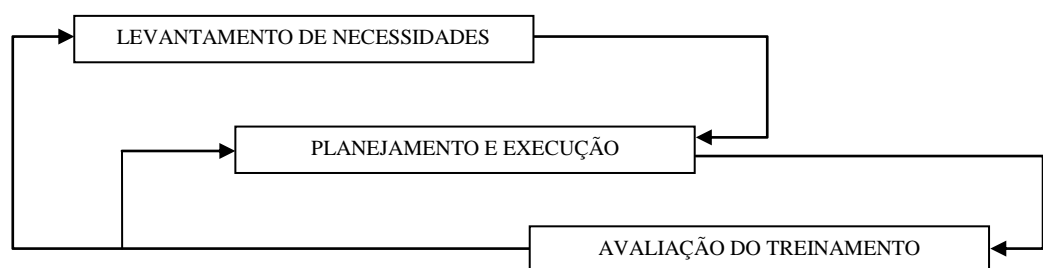 LEVANTAMENTO DE NECESSIDADES
PLANEJAMENTO E EXECUÇÃO
AVALIAÇÃO DO TREINAMENTO